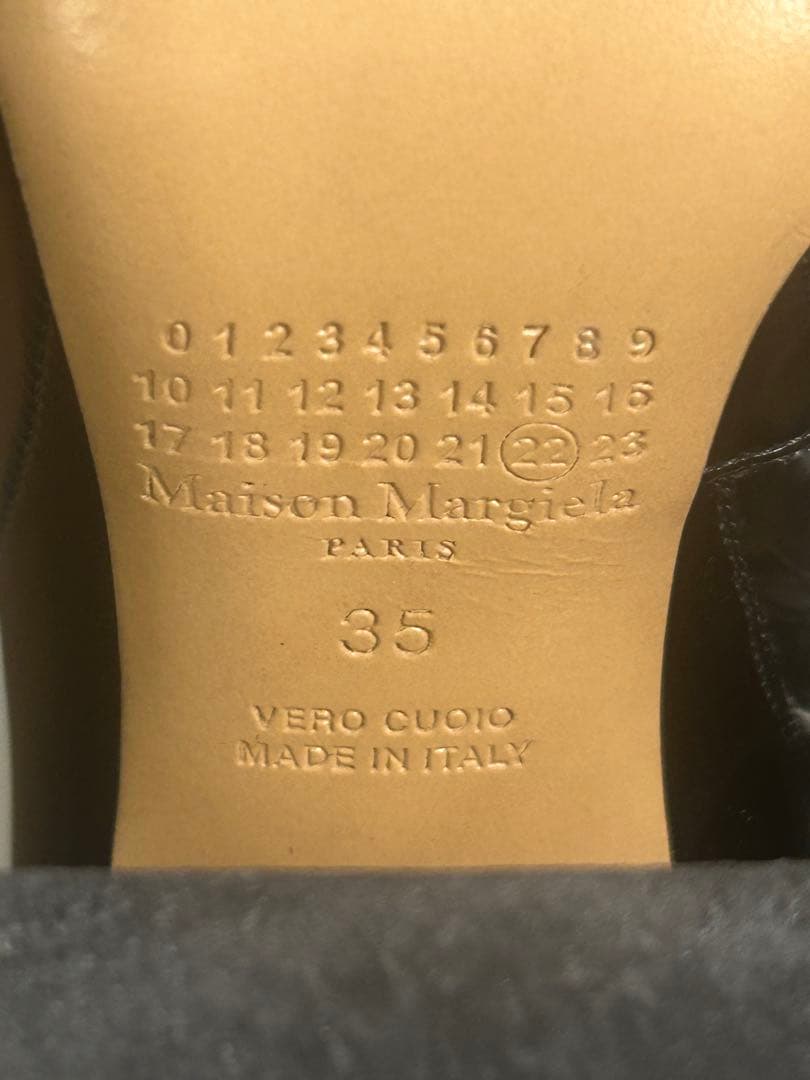 0 1 2 3 4 5 6 7 8 9
10 11 12 13 14 15 16
17 18 19 20 21 22 23
Maison Margiela
PARIS
35
VERO CUOIO
MADE IN ITALY